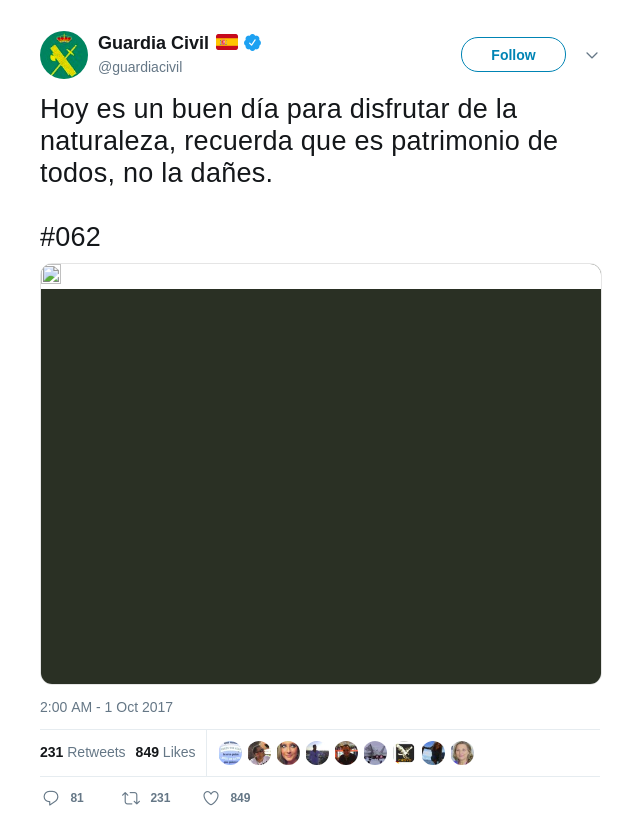 Guardia Civil
@guardiacivil
Follow
Hoy es un buen día para disfrutar de la
naturaleza, recuerda que es patrimonio de
todos, no la dañes.
#062
2:00 AM - 1 Oct 2017
231 Retweets 849 Likes
81 231 849